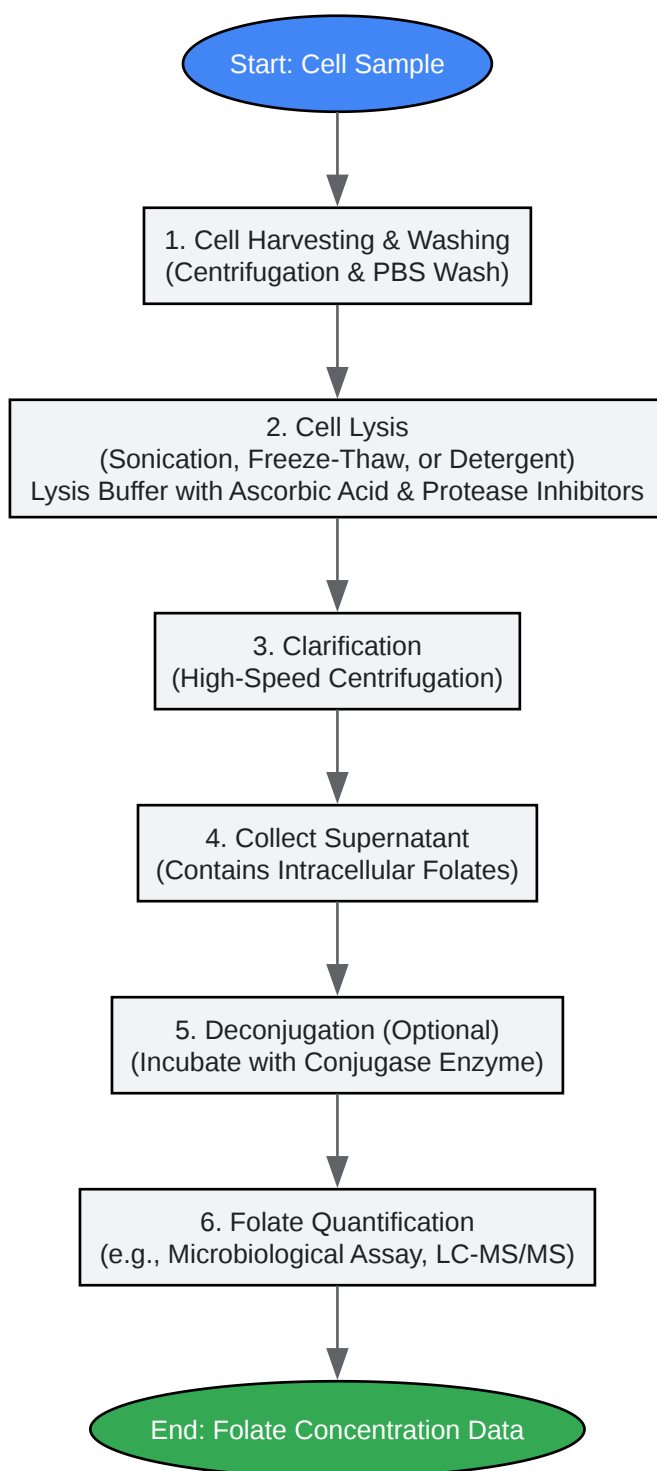 Start: Cell Sample
1. Cell Harvesting & Washing
(Centrifugation & PBS Wash)
2. Cell Lysis
(Sonication, Freeze-Thaw, or Detergent)
Lysis Buffer with Ascorbic Acid & Protease Inhibitors
3. Clarification
(High-Speed Centrifugation)
4. Collect Supernatant
(Contains Intracellular Folates)
5. Deconjugation (Optional)
(Incubate with Conjugase Enzyme)
6. Folate Quantification
(e.g., Microbiological Assay, LC-MS/MS)
End: Folate Concentration Data